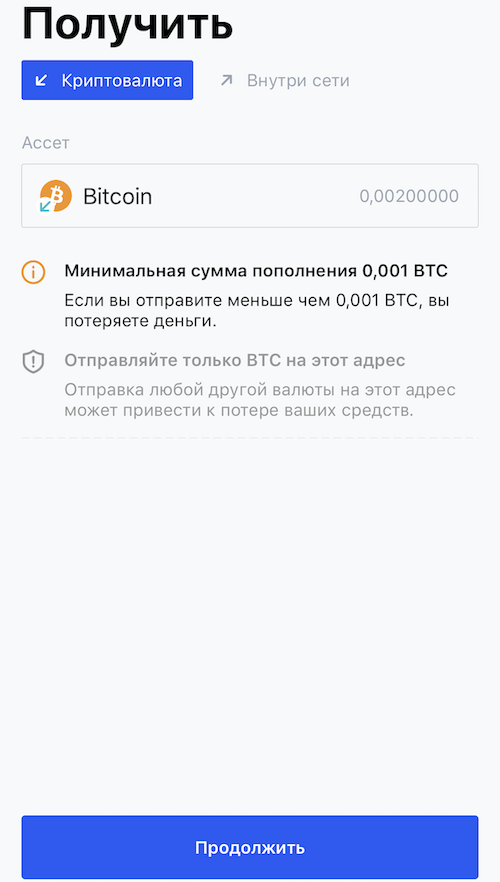 Получить
Криптовалюта
Внутри сети
Ассет
Bitcoin 0,00200000
Минимальная сумма пополнения 0,001 BTC
Если вы отправите меньше чем 0,001 BTC, вы
потеряете деньги.
Отправляйте только BTC на этот адрес
Отправка любой другой валюты на этот адрес
может привести к потере ваших средств.
Продолжить